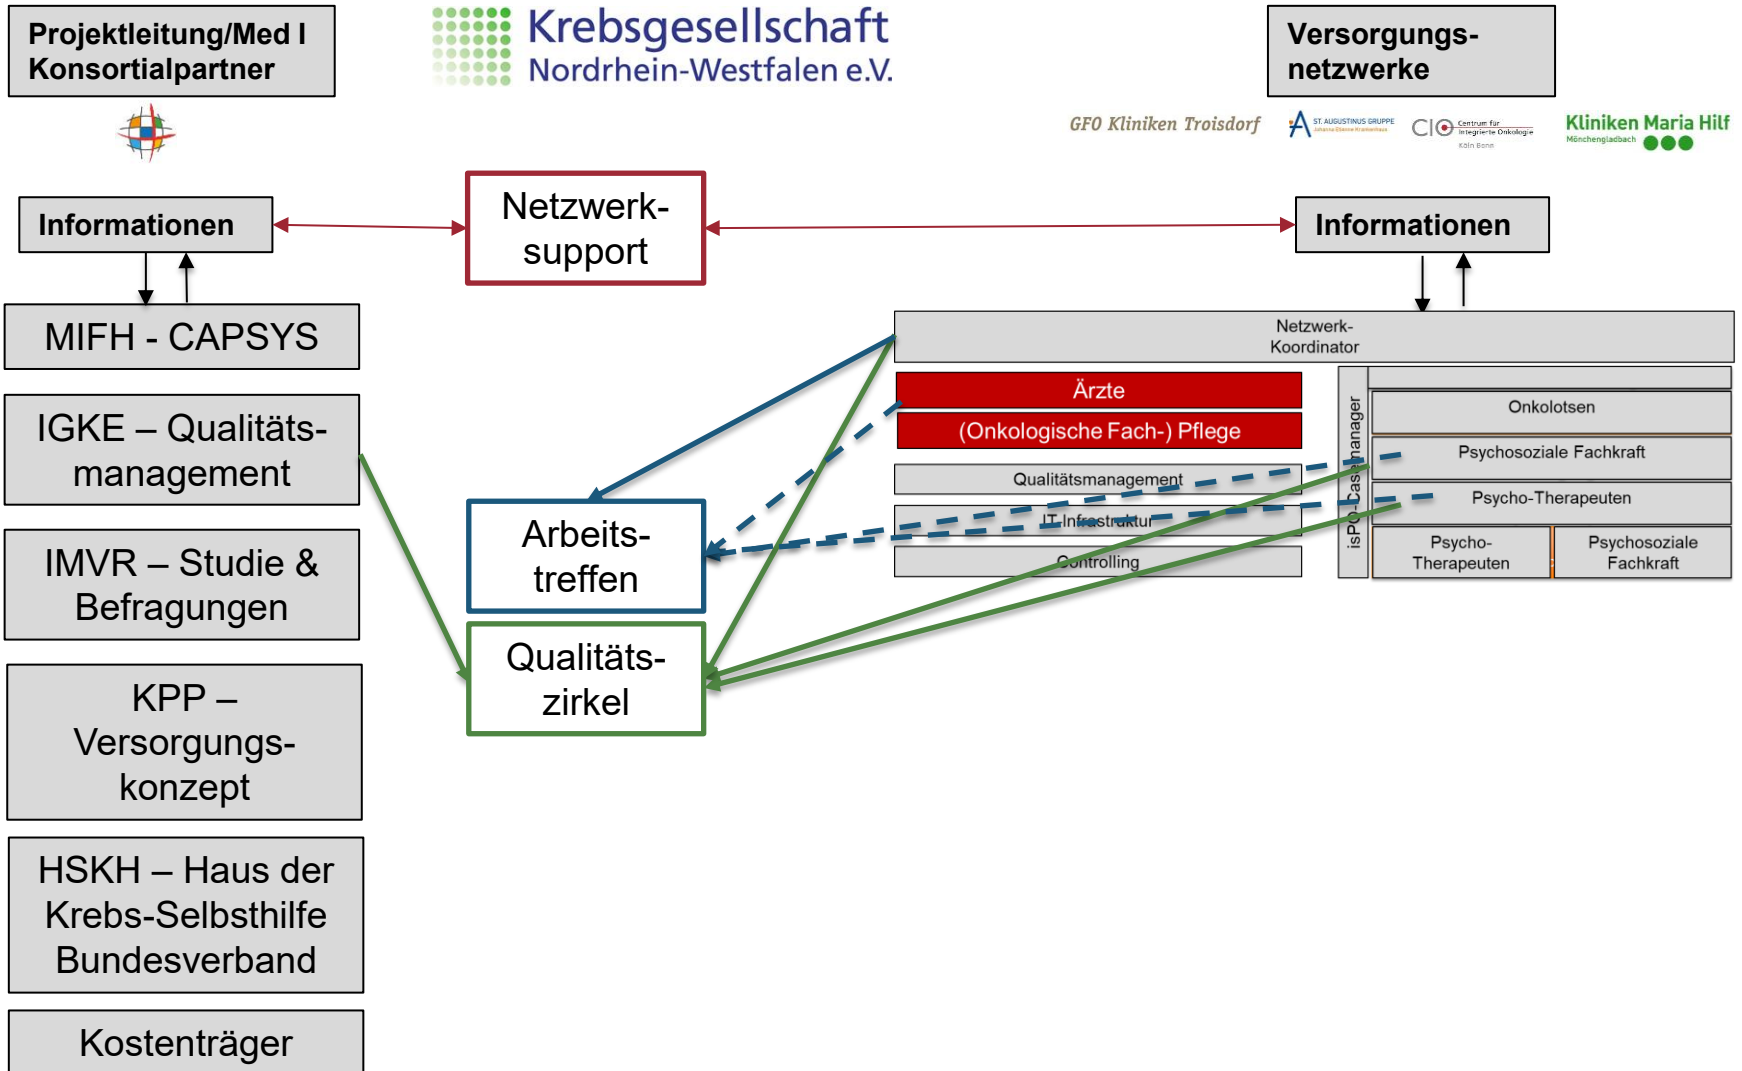 Projektleitung/Med I
Konsortialpartner
Krebsgesellschaft
Nordrhein-Westfalen e.V.
Versorgungs-
netzwerke
GFO Kliniken Troisdorf
ST. AUGUSTINUS GRUPPE
Johanna Etienne Krankenhaus
CIO
Centrum für
Integrierte Onkologie
Köln Bonn
Kliniken Maria Hilf
Mönchengladbach
Informationen
Netzwerk-
support
Informationen
MIFH - CAPSYS
IGKE – Qualitäts-
management
IMVR – Studie &
Befragungen
KPP –
Versorgungs-
konzept
HSKH – Haus der
Krebs-Selbsthilfe
Bundesverband
Kostenträger
Arbeits-
treffen
Qualitäts-
zirkel
Netzwerk-
Koordinator
Ärzte
(Onkologische Fach-) Pflege
Qualitätsmanagement
IT-Infrastruktur
Controlling
isPO-Casemanager
Onkolotsen
Psychosoziale Fachkraft
Psycho-Therapeuten
Psycho-
Therapeuten
Psychosoziale
Fachkraft